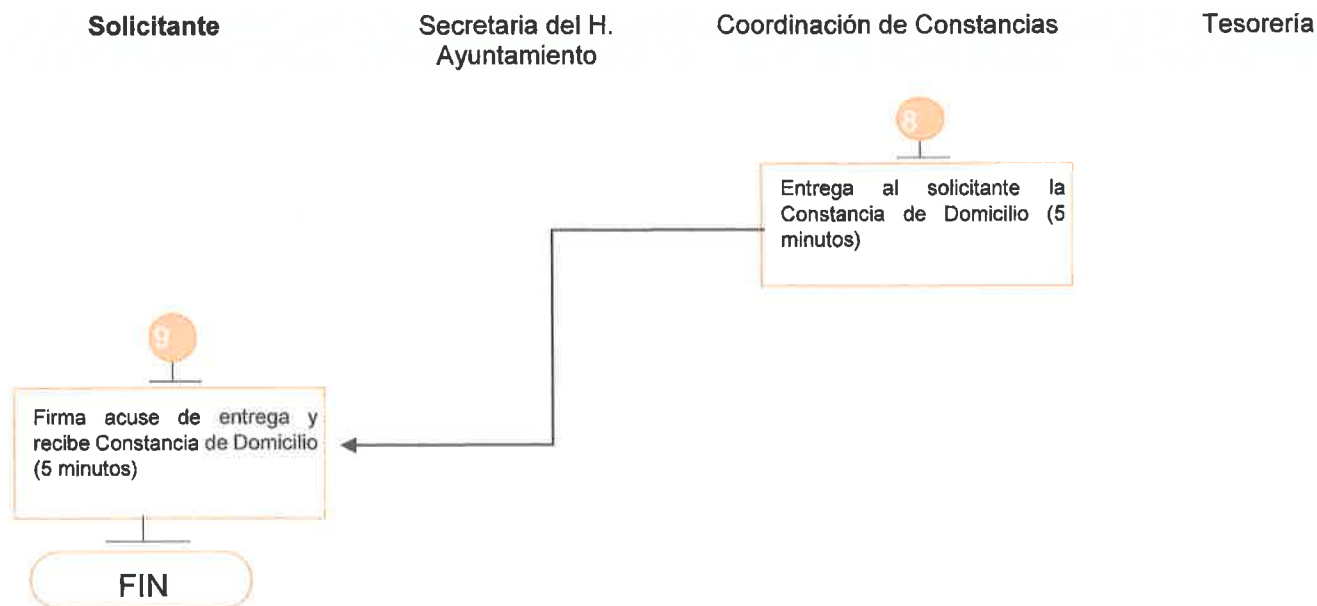 Solicitante
Secretaria del H.
Ayuntamiento
Coordinación de Constancias
Tesorería
8
Entrega al solicitante la
Constancia de Domicilio (5
minutos)
9
Firma acuse de entrega y
recibe Constancia de Domicilio
(5 minutos)
FIN